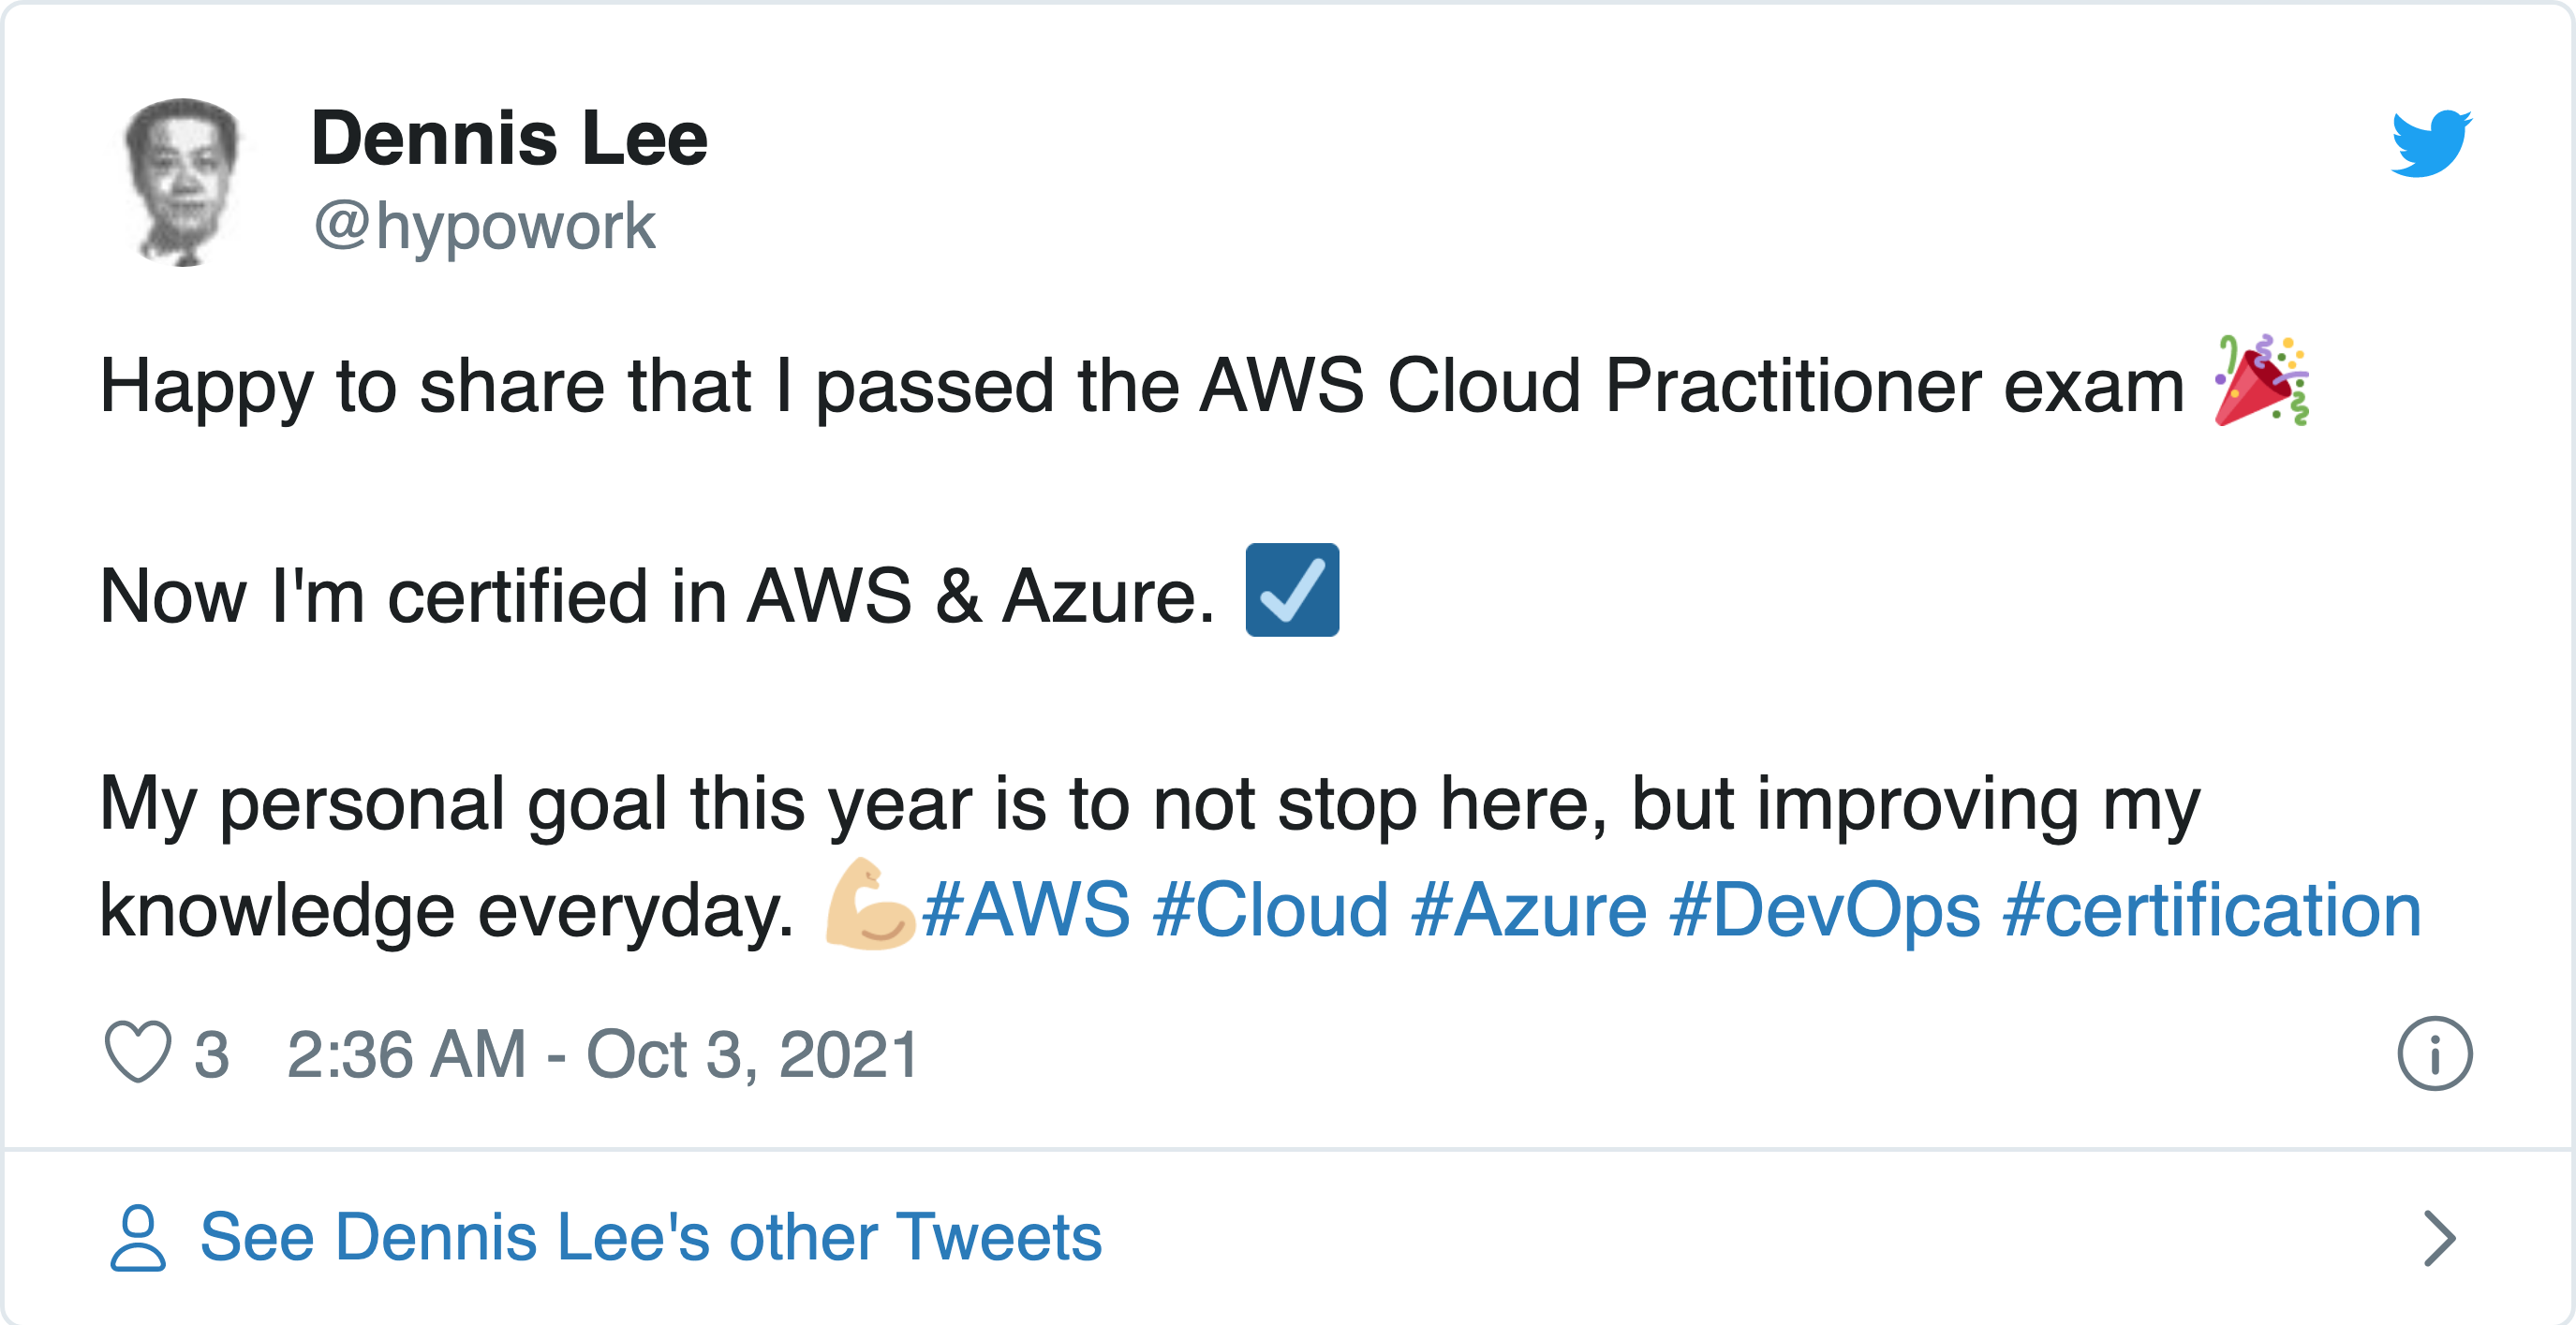 Dennis Lee
@hypowork
Happy to share that I passed the AWS Cloud Practitioner exam 🎉
Now I'm certified in AWS & Azure. ☑️
My personal goal this year is to not stop here, but improving my
knowledge everyday. 💪🏼#AWS #Cloud #Azure #DevOps #certification
3 2:36 AM - Oct 3, 2021
See Dennis Lee's other Tweets